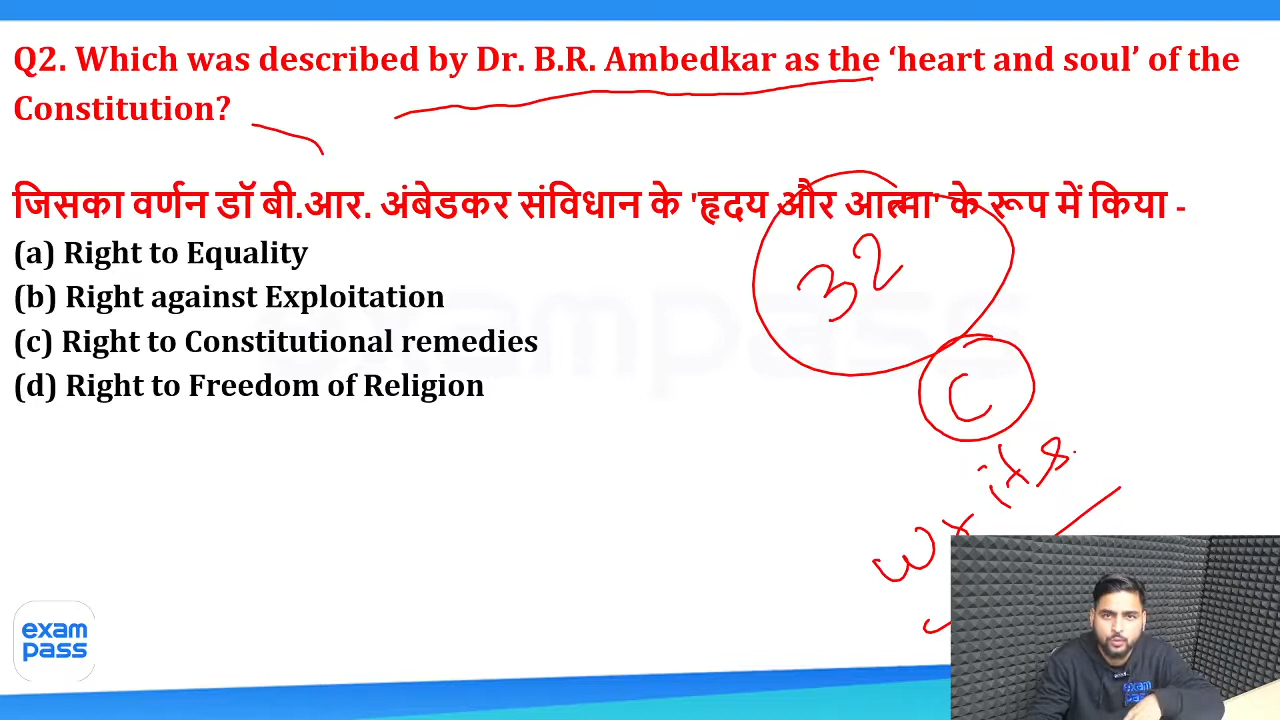 Q2. Which was described by Dr. B.R. Ambedkar as the ‘heart and soul’ of the
Constitution?
जिसका वर्णन डॉ बी.आर. अंबेडकर संविधान के 'हृदय और आत्मा' के रूप में किया -
(a) Right to Equality
(b) Right against Exploitation
(c) Right to Constitutional remedies
(d) Right to Freedom of Religion
32
C
writs
exampass
exam
pass